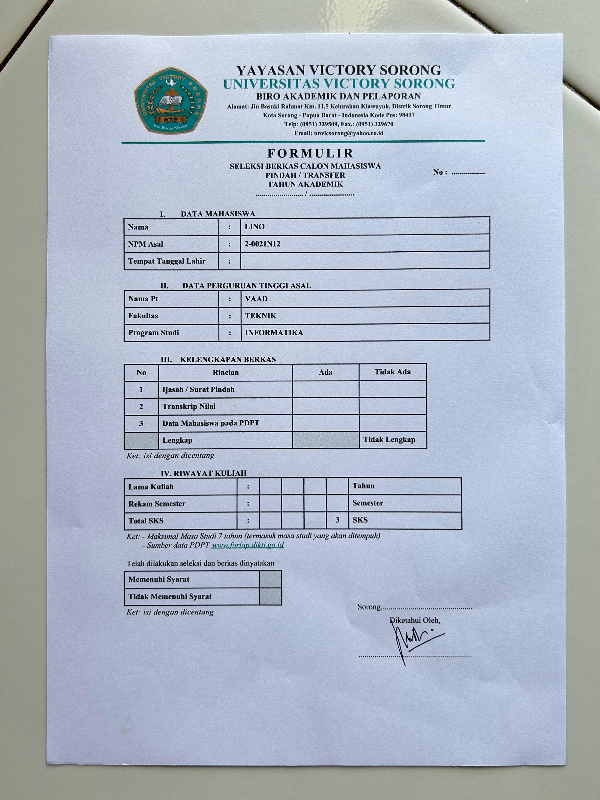 YAYASAN VICTORY SORONG
UNIVERSITAS VICTORY SORONG
BIRO AKADEMIK DAN PELAPORAN
Alamat: Jln Basuki Rahmat Km. 11,5 Kelurahan Klawuyuk, Distrik Sorong Timur
Kota Sorong - Papua Barat - Indonesia Kode Pos: 98417
Telp: (0951) 329509, Fax.: (0951) 329670
Email: unvicsorong@yahoo.co.id
FORMULIR
SELEKSI BERKAS CALON MAHASISWA
PINDAH / TRANSFER
TAHUN AKADEMIK
.................... / ....................
No : ..............
I. DATA MAHASISWA
Nama : LINO
NPM Asal : 2-0021N12
Tempat Tanggal Lahir :
II. DATA PERGURUAN TINGGI ASAL
Nama Pt : VAAD
Fakultas : TEKNIK
Program Studi : INFORMATIKA
III. KELENGKAPAN BERKAS
No Rincian Ada Tidak Ada
1 Ijasah / Surat Pindah
2 Transkrip Nilai
3 Data Mahasiswa pada PDPT
Lengkap Tidak Lengkap
Ket: isi dengan dicentang
IV. RIWAYAT KULIAH
Lama Kuliah : Tahun
Rekam Semester : Semester
Total SKS : 3 SKS
Ket: - Maksimal Masa Studi 7 tahun (termasuk masa studi yang akan ditempuh)
- Sumber data PDPT www.forlap.dikti.go.id
Telah dilakukan seleksi dan berkas dinyatakan
Memenuhi Syarat
Tidak Memenuhi Syarat
Ket: isi dengan dicentang
Sorong,........................................
Diketahui Oleh,